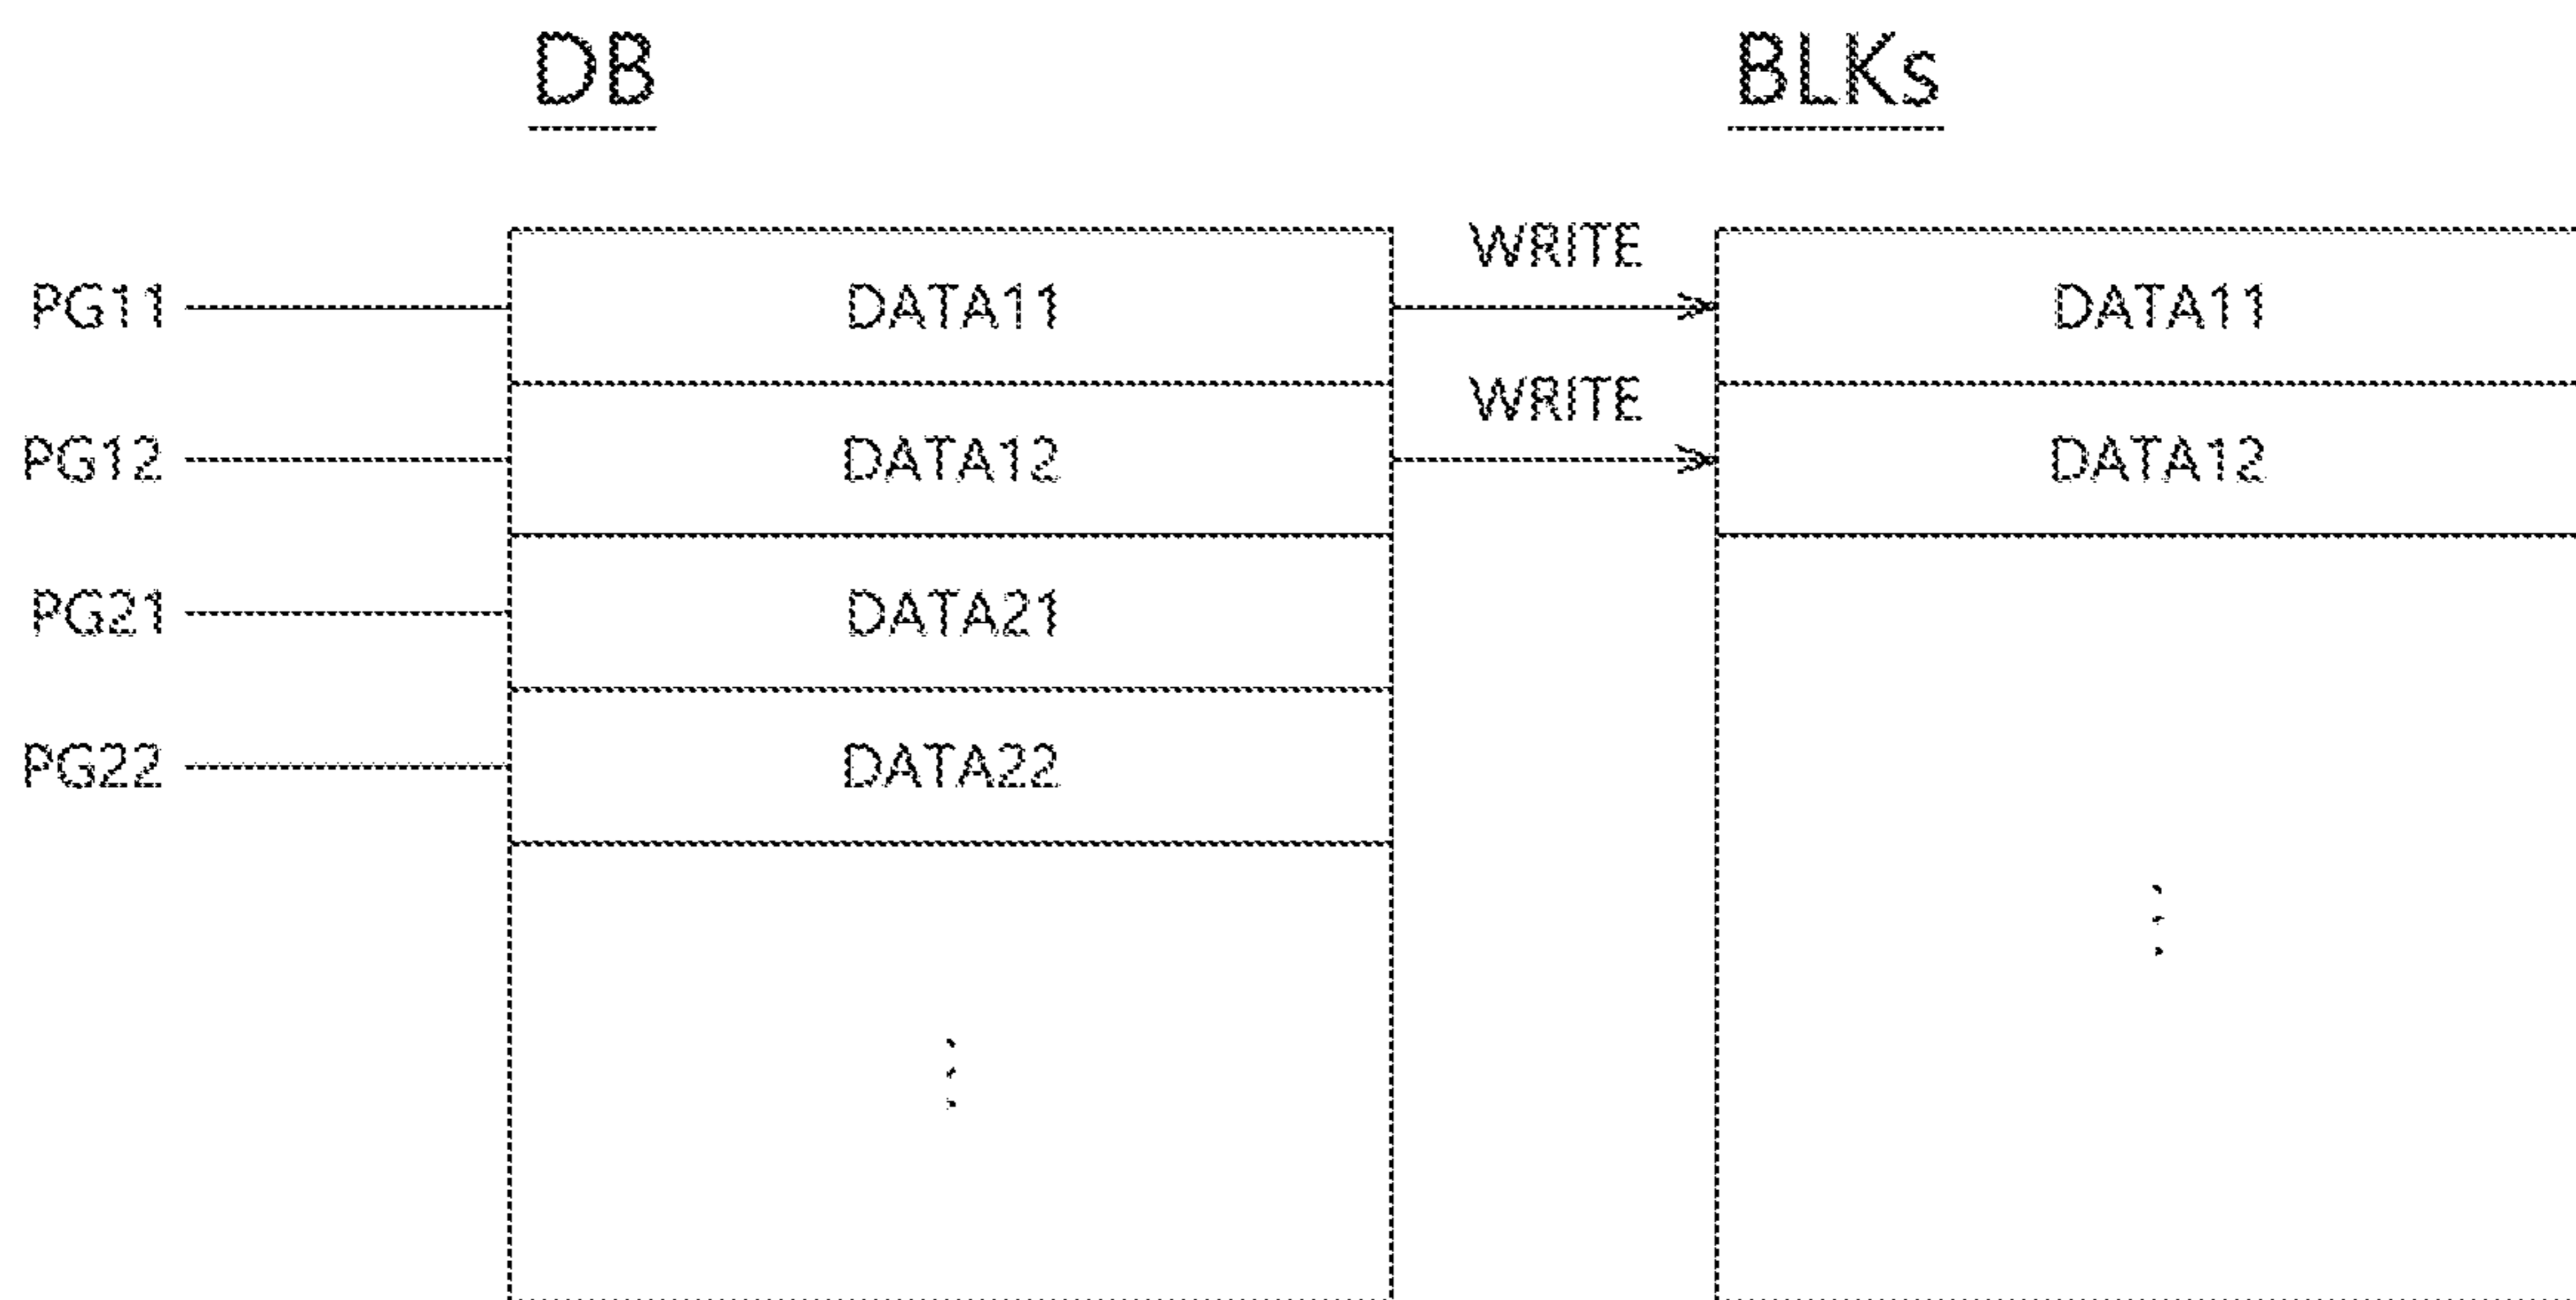 DB BLKs
WRITE
PG11 DATA11 DATA11
WRITE
PG12 DATA12 DATA12
PG21 DATA21
PG22 DATA22